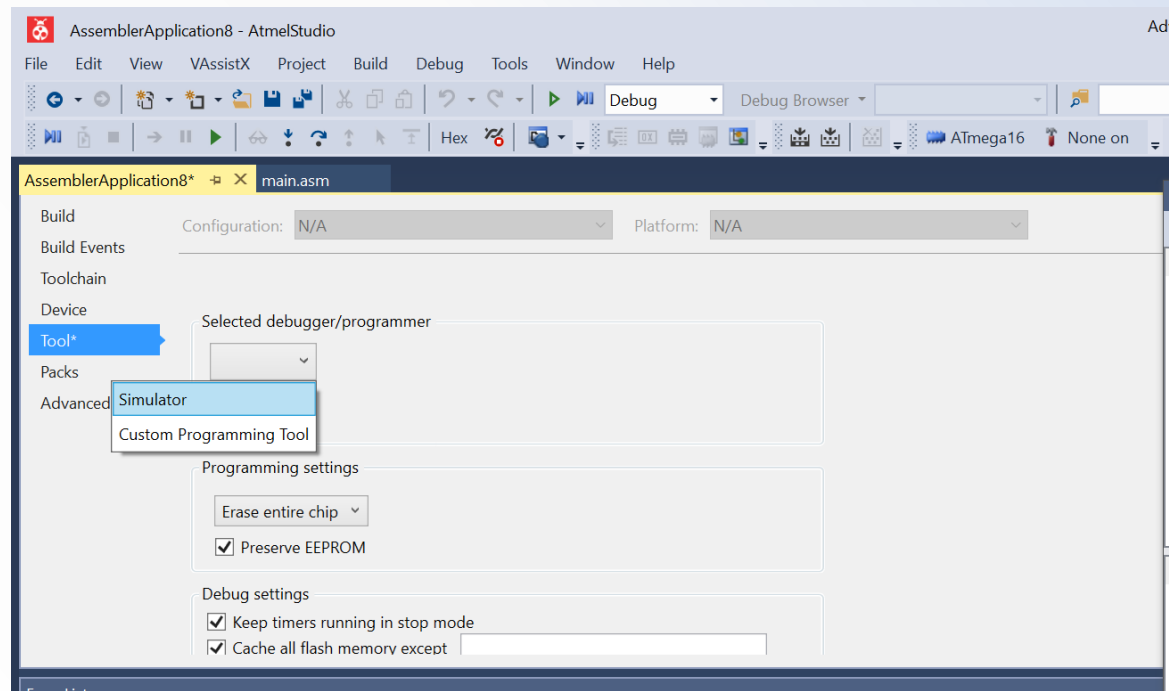 AssemblerApplication8 - AtmelStudio
File Edit View VAssistX Project Build Debug Tools Window Help
Debug Debug Browser
Hex ATmega16 None on
AssemblerApplication8* main.asm
Build
Configuration: N/A Platform: N/A
Build Events
Toolchain
Device
Selected debugger/programmer
Tool*
Packs
Advanced
Simulator
Custom Programming Tool
Programming settings
Erase entire chip
Preserve EEPROM
Debug settings
Keep timers running in stop mode
Cache all flash memory except